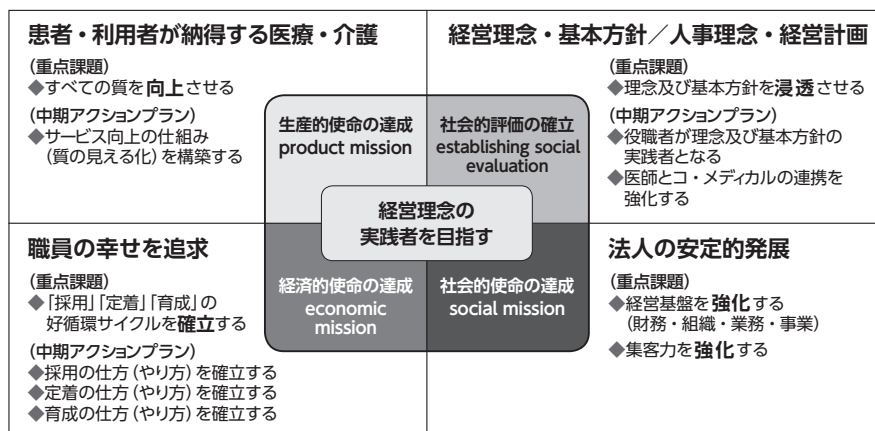 患者・利用者が納得する医療・介護
(重点課題)
◆すべての質を向上させる
(中期アクションプラン)
◆サービス向上の仕組み
(質の見える化)を構築する
経営理念・基本方針／人事理念・経営計画
(重点課題)
◆理念及び基本方針を浸透させる
(中期アクションプラン)
◆役職者が理念及び基本方針の
実践者となる
◆医師とコ・メディカルの連携を
強化する
生産的使命の達成
product mission
社会的評価の確立
establishing social
evaluation
経営理念の
実践者を目指す
経済的使命の達成
economic
mission
社会的使命の達成
social mission
職員の幸せを追求
(重点課題)
◆「採用」「定着」「育成」の
好循環サイクルを確立する
(中期アクションプラン)
◆採用の仕方(やり方)を確立する
◆定着の仕方(やり方)を確立する
◆育成の仕方(やり方)を確立する
法人の安定的発展
(重点課題)
◆経営基盤を強化する
(財務・組織・業務・事業)
◆集客力を強化する